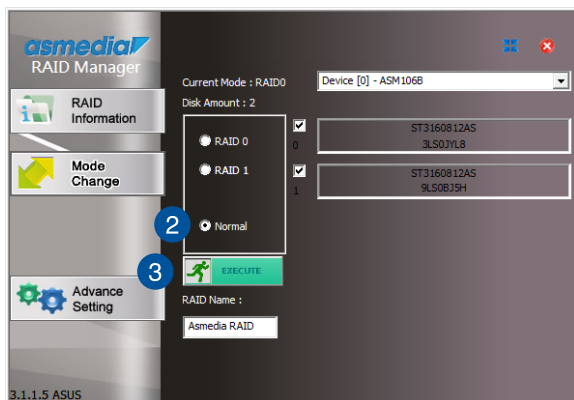 asmedia
RAID Manager
RAID
Information
Mode
Change
Advance
Setting
3.1.1.5 ASUS
Current Mode : RAID0
Device [0] - ASM106B
Disk Amount : 2
RAID 0
RAID 1
2
Normal
3
EXECUTE
RAID Name :
Asmedia RAID
0
ST3160812AS
3LS0JYL8
1
ST3160812AS
9LS0BJ5H